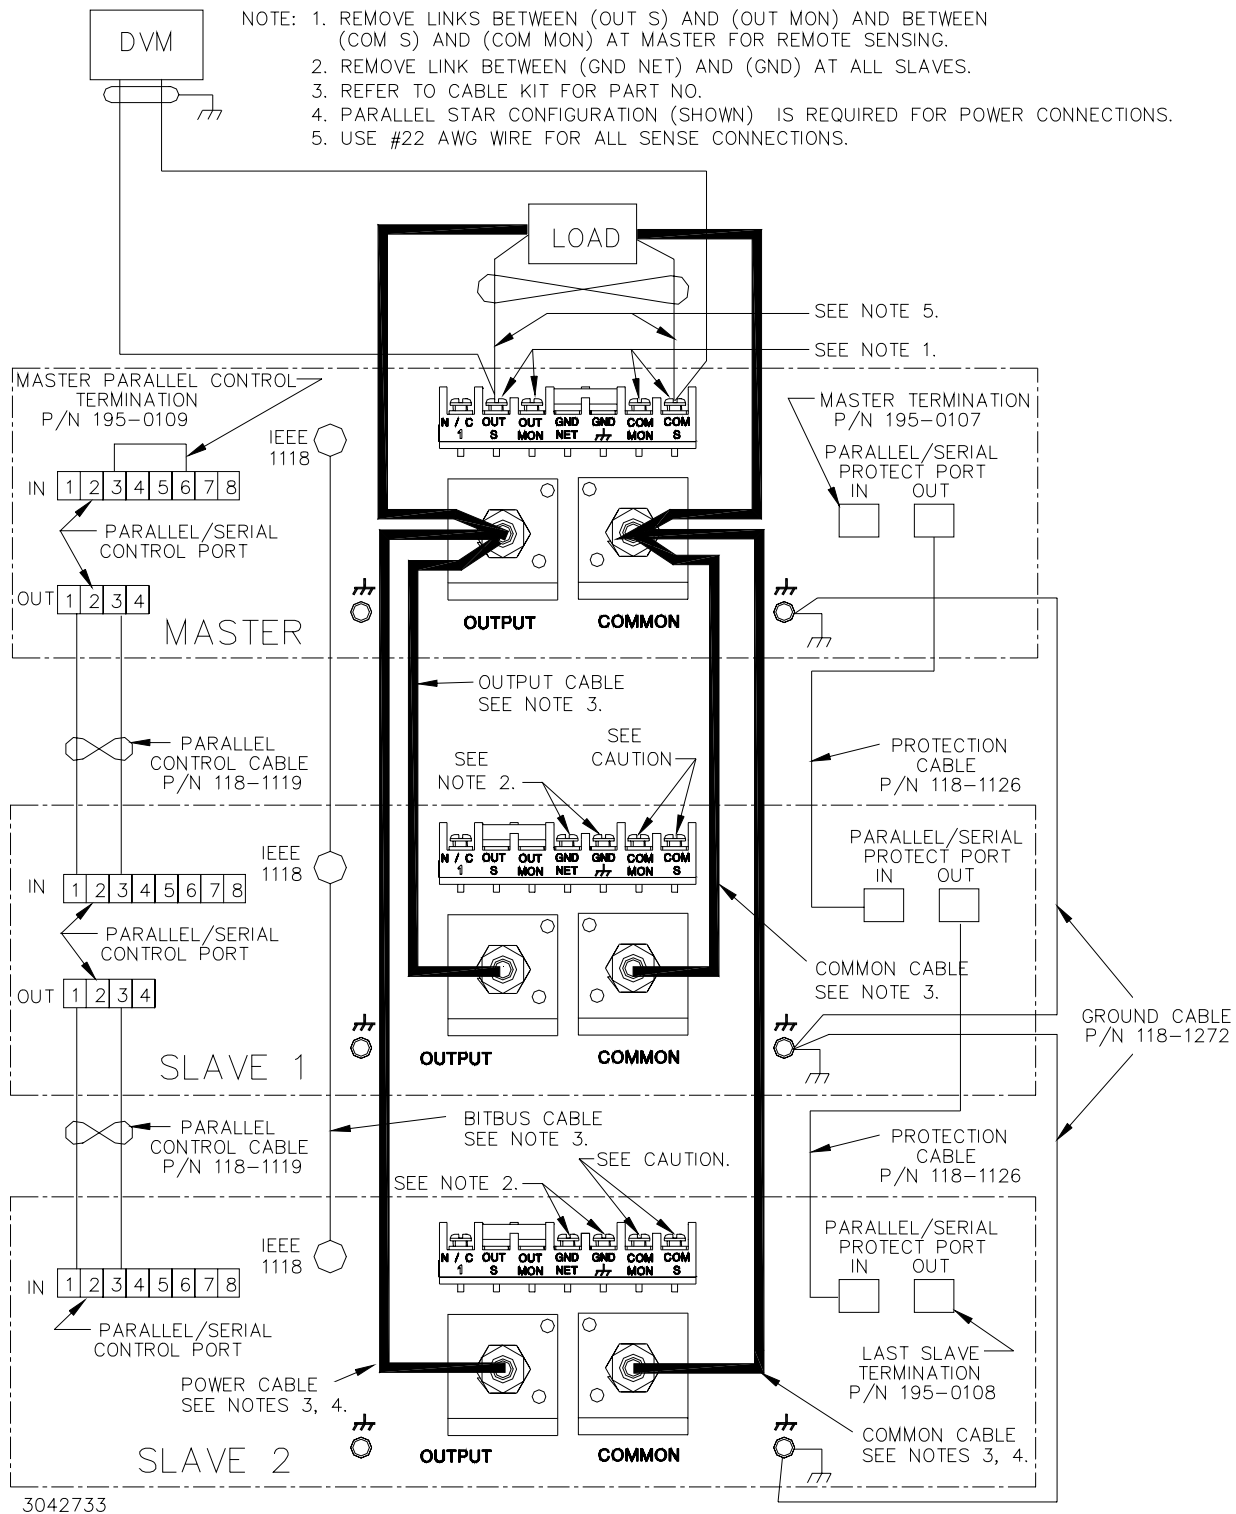 DVM
NOTE: 1. REMOVE LINKS BETWEEN (OUT S) AND (OUT MON) AND BETWEEN
(COM S) AND (COM MON) AT MASTER FOR REMOTE SENSING.
2. REMOVE LINK BETWEEN (GND NET) AND (GND) AT ALL SLAVES.
3. REFER TO CABLE KIT FOR PART NO.
4. PARALLEL STAR CONFIGURATION (SHOWN) IS REQUIRED FOR POWER CONNECTIONS.
5. USE #22 AWG WIRE FOR ALL SENSE CONNECTIONS.
LOAD
SEE NOTE 5.
SEE NOTE 1.
MASTER PARALLEL CONTROL
TERMINATION
P/N 195-0109
IEEE
1118
N / C OUT OUT GND GND COM COM
1 S MON NET MON S
MASTER TERMINATION
P/N 195-0107
PARALLEL/SERIAL
PROTECT PORT
IN OUT
IN 1 2 3 4 5 6 7 8
PARALLEL/SERIAL
CONTROL PORT
OUT 1 2 3 4
MASTER
OUTPUT COMMON
OUTPUT CABLE
SEE NOTE 3.
PARALLEL
CONTROL CABLE
P/N 118-1119
SEE
NOTE 2.
SEE
CAUTION
PROTECTION
CABLE
P/N 118-1126
IEEE
1118
N / C OUT OUT GND GND COM COM
1 S MON NET MON S
PARALLEL/SERIAL
PROTECT PORT
IN OUT
IN 1 2 3 4 5 6 7 8
PARALLEL/SERIAL
CONTROL PORT
OUT 1 2 3 4
COMMON CABLE
SEE NOTE 3.
GROUND CABLE
P/N 118-1272
SLAVE 1
OUTPUT COMMON
PARALLEL
CONTROL CABLE
P/N 118-1119
BITBUS CABLE
SEE NOTE 3.
SEE CAUTION.
SEE NOTE 2.
PROTECTION
CABLE
P/N 118-1126
IEEE
1118
N / C OUT OUT GND GND COM COM
1 S MON NET MON S
PARALLEL/SERIAL
PROTECT PORT
IN OUT
IN 1 2 3 4 5 6 7 8
PARALLEL/SERIAL
CONTROL PORT
LAST SLAVE
TERMINATION
P/N 195-0108
POWER CABLE
SEE NOTES 3, 4.
COMMON CABLE
SEE NOTES 3, 4.
SLAVE 2
OUTPUT COMMON
3042733